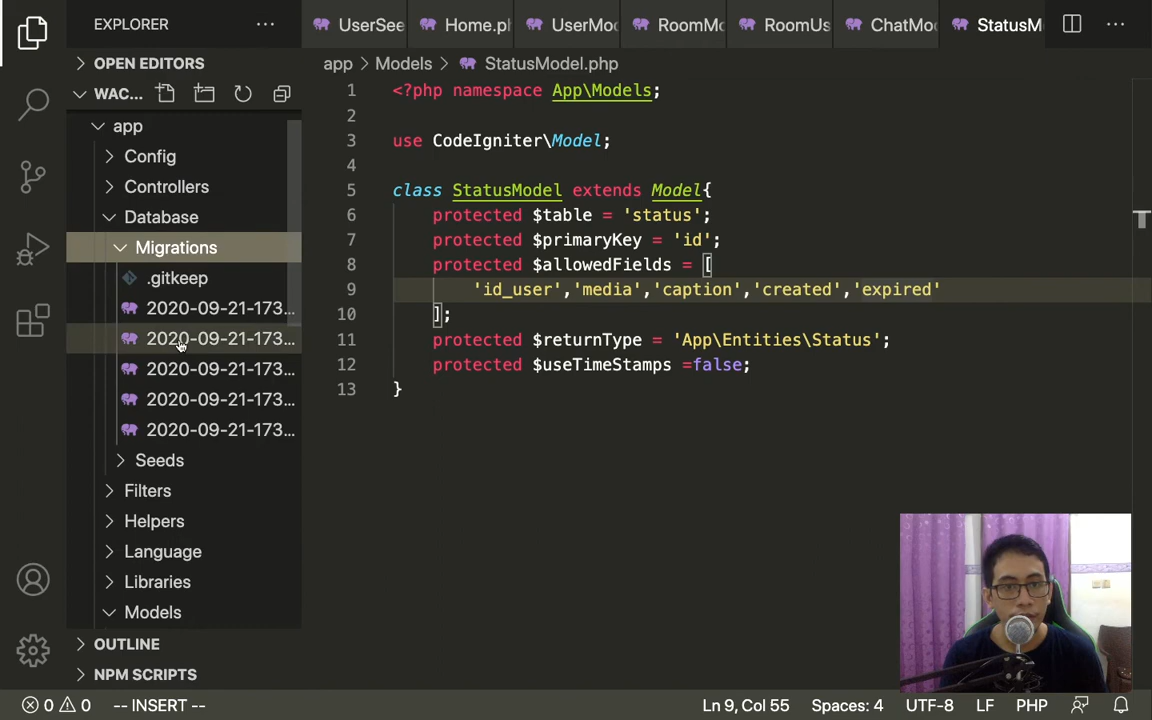 EXPLORER
UserSee
Home.p
UserMod
RoomMo
RoomUs
ChatMo
StatusM
OPEN EDITORS
WAC...
app > Models > StatusModel.php
app
Config
Controllers
Database
Migrations
.gitkeep
2020-09-21-173...
2020-09-21-173...
2020-09-21-173...
2020-09-21-173...
2020-09-21-173...
Seeds
Filters
Helpers
Language
Libraries
Models
OUTLINE
NPM SCRIPTS
1 <?php namespace App\Models;
2
3 use CodeIgniter\Model;
4
5 class StatusModel extends Model{
6 protected $table = 'status';
7 protected $primaryKey = 'id';
8 protected $allowedFields = [
9 'id_user','media','caption','created','expired'
10 ];
11 protected $returnType = 'App\Entities\Status';
12 protected $useTimeStamps =false;
13 }
0 0 -- INSERT -- Ln 9, Col 55 Spaces: 4 UTF-8 LF PHP